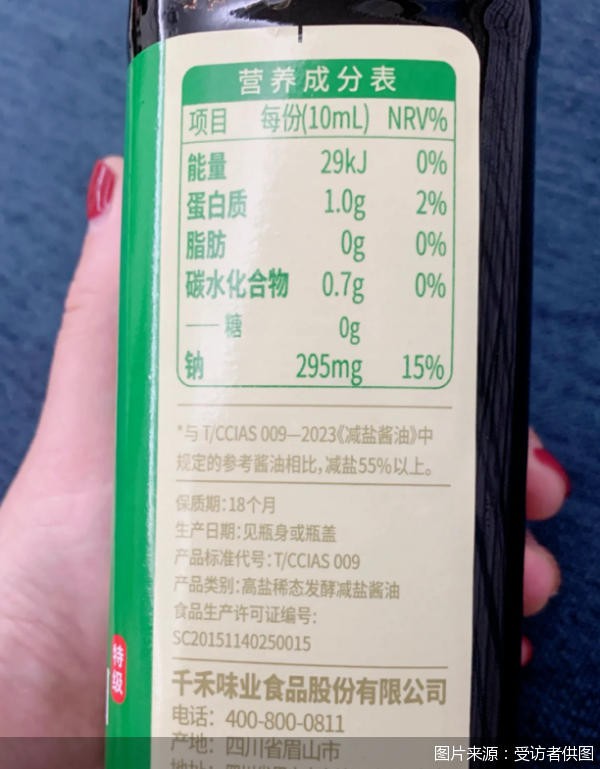 营养成分表
项目 每份(10mL) NRV%
能量 29kJ 0%
蛋白质 1.0g 2%
脂肪 0g 0%
碳水化合物 0.7g 0%
——糖 0g
钠 295mg 15%
*与 T/CCIAS 009—2023《减盐酱油》中
规定的参考酱油相比,减盐55%以上。
保质期:18个月
生产日期:见瓶身或瓶盖
产品标准代号:T/CCIAS 009
产品类别:高盐稀态发酵减盐酱油
食品生产许可证编号:
SC20151140250015
特级
千禾味业食品股份有限公司
电话: 400-800-0811
产地: 四川省眉山市
图片来源:受访者供图